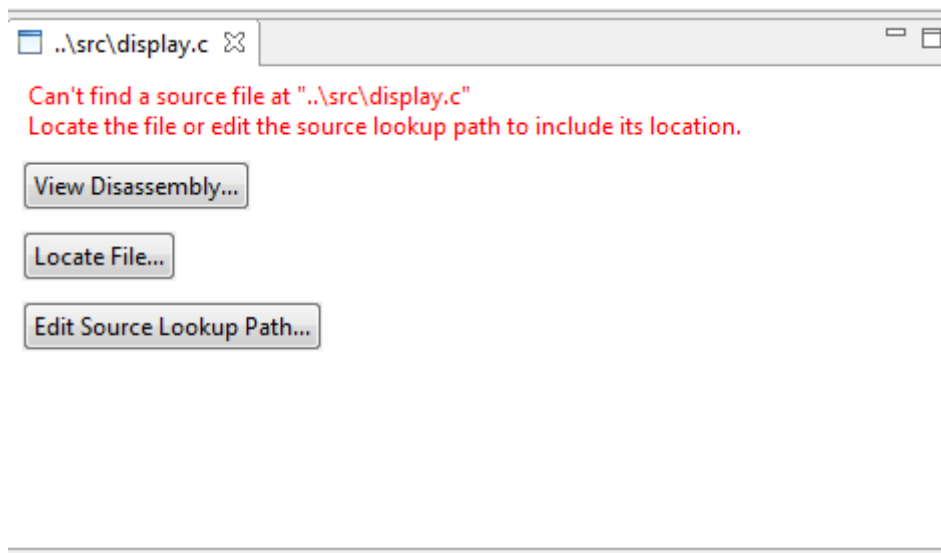 ..\src\display.c
Can't find a source file at "..\src\display.c"
Locate the file or edit the source lookup path to include its location.
View Disassembly...
Locate File...
Edit Source Lookup Path...